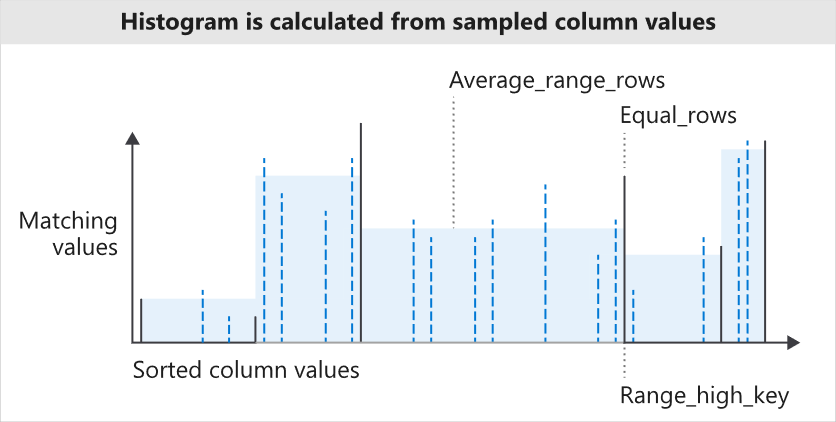 Histogram is calculated from sampled column values
Average_range_rows
Equal_rows
Matching
values
Sorted column values
Range_high_key